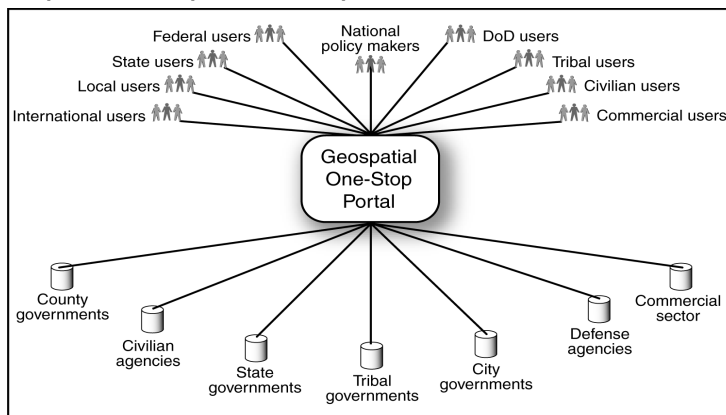 Federal users
National
policy makers
DoD users
State users
Tribal users
Local users
Civilian users
International users
Commercial users
Geospatial
One-Stop
Portal
County
governments
Civilian
agencies
State
governments
Tribal
governments
City
governments
Defense
agencies
Commercial
sector